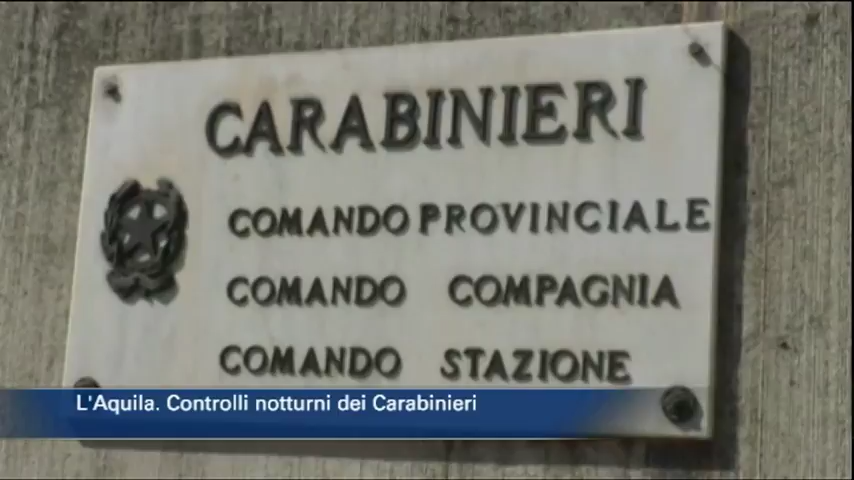 CARABINIERI
COMANDO PROVINCIALE
COMANDO COMPAGNIA
COMANDO STAZIONE
L'Aquila. Controlli notturni dei Carabinieri